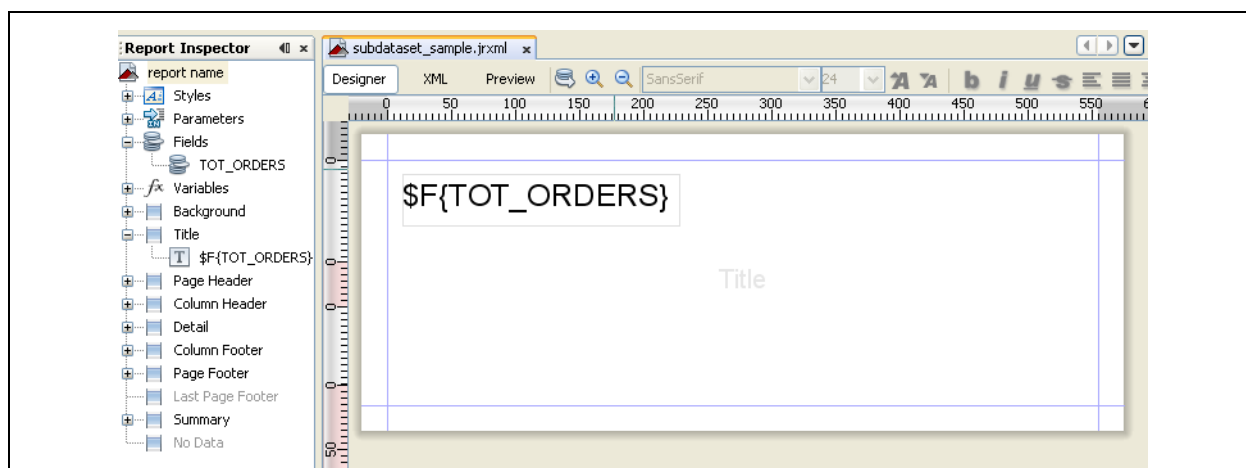 Report Inspector
report name
Styles
Parameters
Fields
TOT_ORDERS
Variables
Background
Title
$F{TOT_ORDERS}
Page Header
Column Header
Detail
Column Footer
Page Footer
Last Page Footer
Summary
No Data
subdataset_sample.jrxml
Designer XML Preview SansSerif 24 b i u s
0 50 100 150 200 250 300 350 400 450 500 550
$F{TOT_ORDERS}
Title
0
0
0
0
50